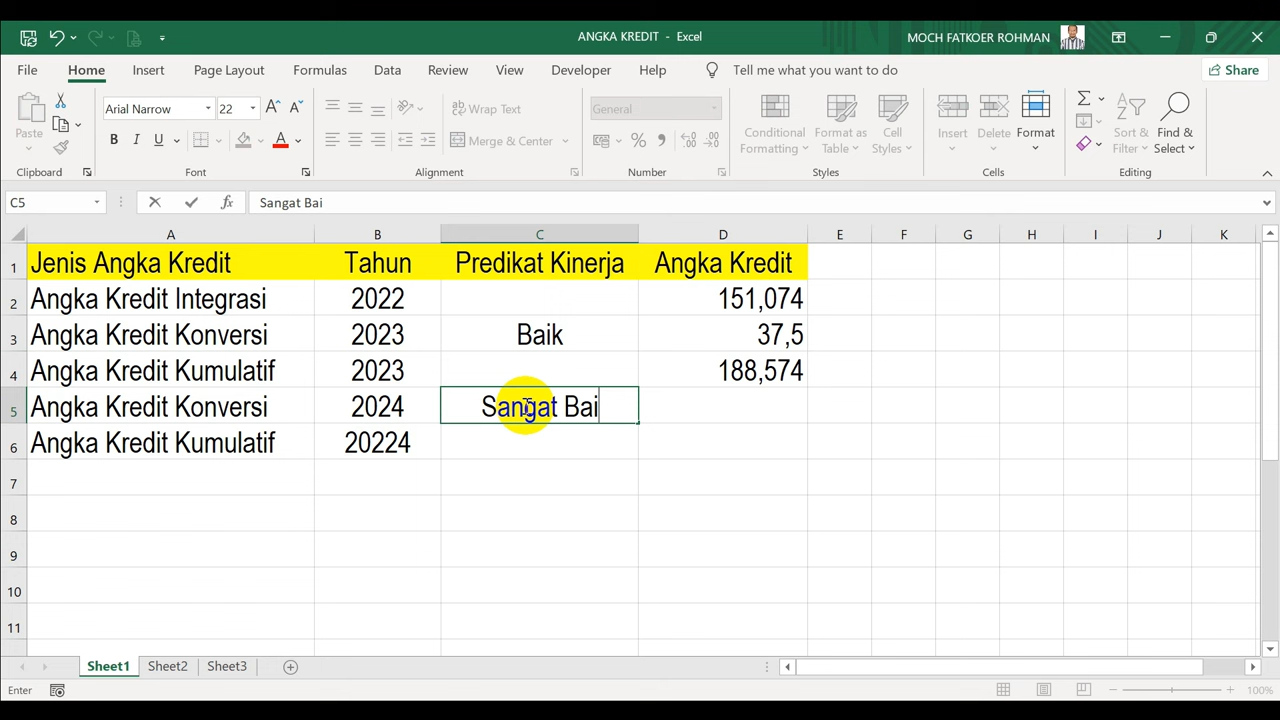 ANGKA KREDIT - Excel
MOCH FATKOER ROHMAN
File Home Insert Page Layout Formulas Data Review View Developer Help Tell me what you want to do Share
Paste
Clipboard
Arial Narrow 22
B I U
Font
Wrap Text
Merge & Center
Alignment
General
Number
Conditional Formatting
Format as Table
Cell Styles
Styles
Insert
Delete
Format
Cells
Sort & Filter
Find & Select
Editing
C5 fx Sangat Bai
A B C D E F G H I J K
1 Jenis Angka Kredit Tahun Predikat Kinerja Angka Kredit
2 Angka Kredit Integrasi 2022 151,074
3 Angka Kredit Konversi 2023 Baik 37,5
4 Angka Kredit Kumulatif 2023 188,574
5 Angka Kredit Konversi 2024 Sangat Bai
6 Angka Kredit Kumulatif 20224
7
8
9
10
11
Sheet1 Sheet2 Sheet3
Enter 100%